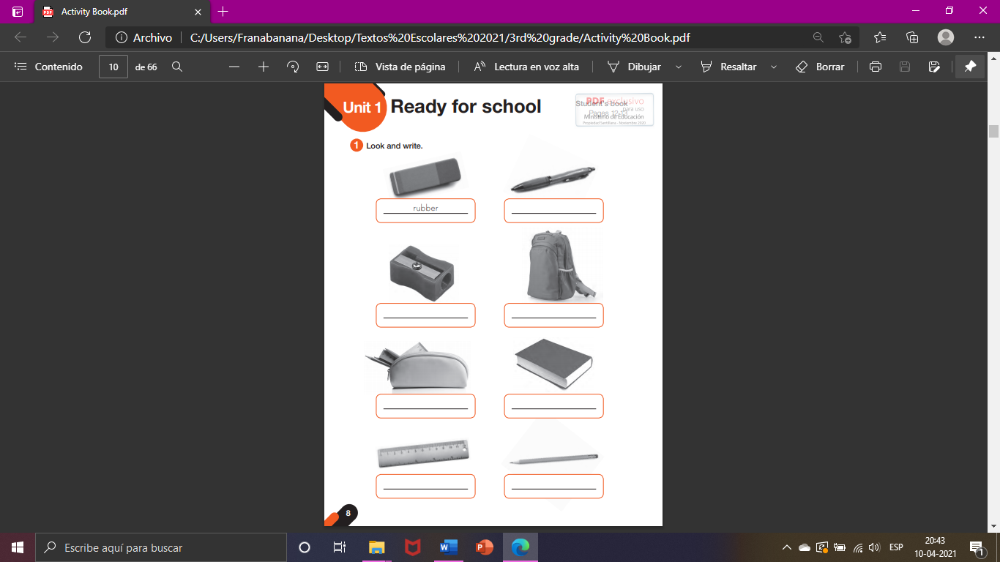 Activity Book.pdf
Archivo
C:/Users/Franabanana/Desktop/Textos%20Escolares%202021/3rd%20grade/Activity%20Book.pdf
Contenido
10
de 66
Vista de página
Lectura en voz alta
Dibujar
Resaltar
Borrar
Unit 1
Ready for school
PDF exclusivo
Student's book
para uso
Pages 12-13
Ministerio de Educación
Propiedad Santillana - Noviembre 2020
1 Look and write.
rubber
8
Escribe aquí para buscar
ESP
20:43
10-04-2021
1